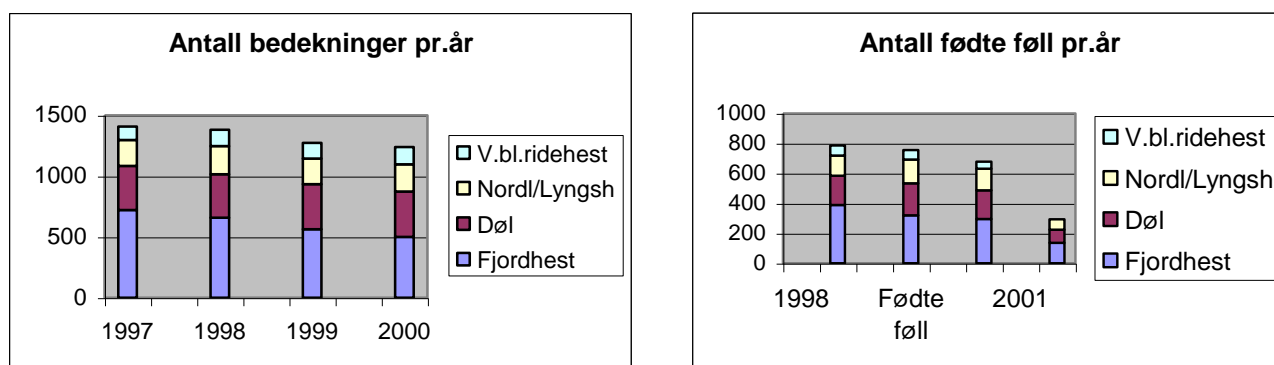 Antall bedekninger pr.år
1500
1000
500
0
1997 1998 1999 2000
V.bl.ridehest
Nordl/Lyngsh
Døl
Fjordhest
Antall fødte føll pr.år
1000
800
600
400
200
0
1998 Fødte 2001
føll
V.bl.ridehest
Nordl/Lyngsh
Døl
Fjordhest